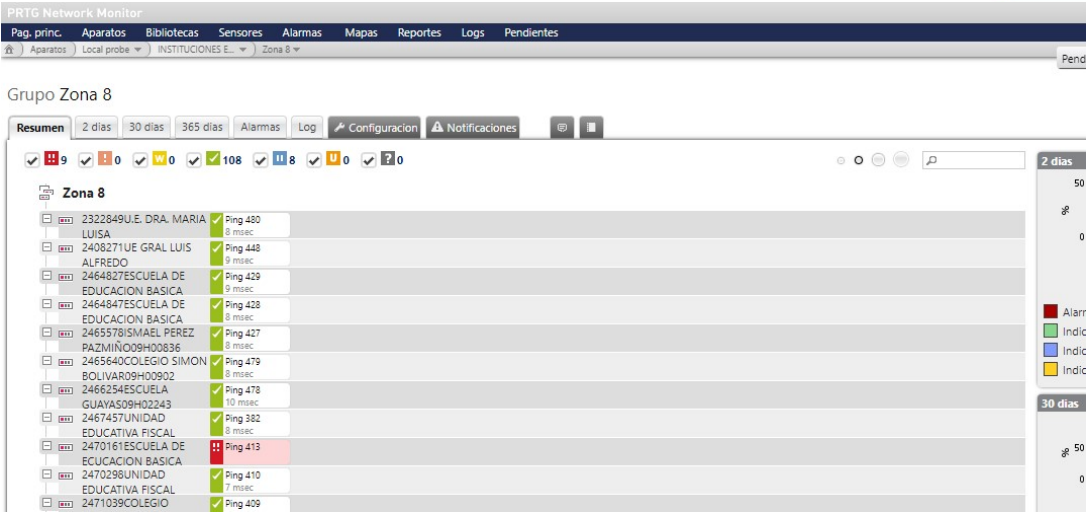 PRTG Network Monitor
Pag. princ. Aparatos Bibliotecas Sensores Alarmas Mapas Reportes Logs Pendientes
Aparatos Local probe INSTITUCIONES E... Zona 8
Pend
Grupo Zona 8
Resumen 2 dias 30 dias 365 dias Alarmas Log Configuracion Notificaciones
!! 9 ! 0 W 0 108 8 U 0 ? 0
2 dias
50
%
0
Zona 8
2322849U.E. DRA. MARIA LUISA
Ping 480
8 msec
2408271UE GRAL LUIS ALFREDO
Ping 448
9 msec
2464827ESCUELA DE EDUCACION BASICA
Ping 429
9 msec
2464847ESCUELA DE EDUCACION BASICA
Ping 428
8 msec
2465578ISMAEL PEREZ PAZMIÑO09H00836
Ping 427
8 msec
2465640COLEGIO SIMON BOLIVAR09H00902
Ping 479
8 msec
2466254ESCUELA GUAYAS09H02243
Ping 478
10 msec
2467457UNIDAD EDUCATIVA FISCAL
Ping 382
8 msec
2470161ESCUELA DE ECUCACION BASICA
!! Ping 413
2470298UNIDAD EDUCATIVA FISCAL
Ping 410
7 msec
2471039COLEGIO
Ping 409
Alarr
Indic
Indic
Indic
30 dias
% 50
0